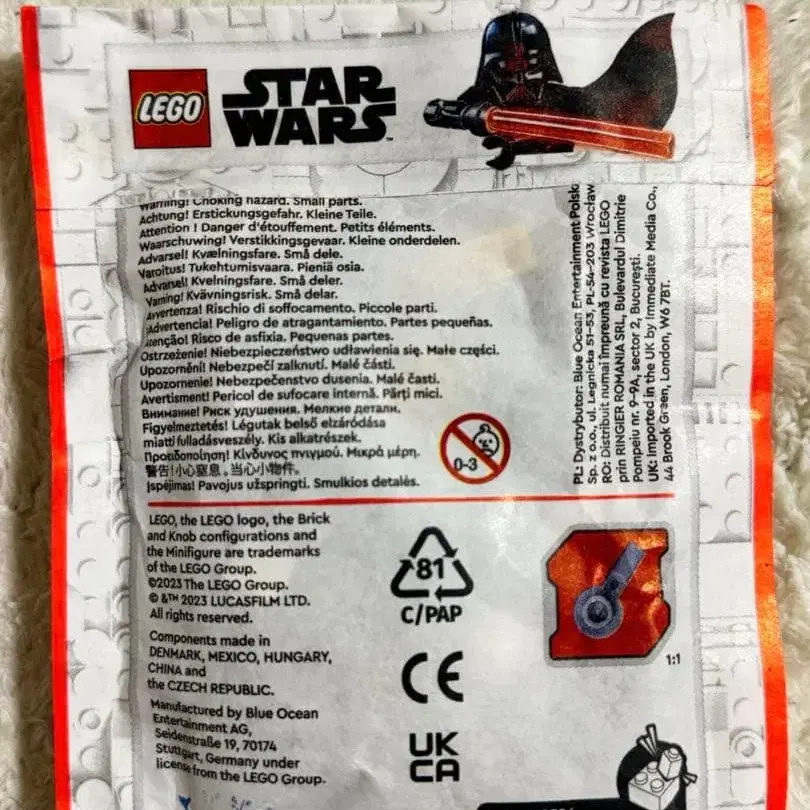 LEGO
STAR
WARS™
Warning! Choking hazard. Small parts.
Achtung! Erstickungsgefahr. Kleine Teile.
Attention ! Danger d'étouffement. Petits éléments.
Waarschuwing! Verstikkingsgevaar. Kleine onderdelen.
Advarsel! Kvælningsfare. Små dele.
Varoitus! Tukehtumisvaara. Pieniä osia.
Advarsel! Kvelningsfare. Små deler.
Varning! Kvävningsrisk. Små delar.
Avvertenza! Rischio di soffocamento. Piccole parti.
¡Advertencia! Peligro de atragantamiento. Partes pequeñas.
Atenção! Risco de asfixia. Pequenas partes.
Ostrzeżenie! Niebezpieczeństwo udławienia się. Małe części.
Upozornění! Nebezpečí zalknutí. Malé části.
Upozornenie! Nebezpečenstvo dusenia. Malé časti.
Avertisment! Pericol de sufocare internă. Părți mici.
Внимание! Риск удушения. Мелкие детали.
Figyelmeztetés! Légutak belső elzáródása
miatti fulladásveszély. Kis alkatrészek.
Προειδοποίηση! Κίνδυνος πνιγμού. Μικρά μέρη.
警告!小心窒息。当心小物件。
Įspėjimas! Pavojus užspringti. Smulkios detalės.
0-3
PL: Dystrybutor: Blue Ocean Entertainment Polska
Sp. z o.o., ul. Legnicka 51-53, PL-54-203 Wrocław
RO: Distribuit numai împreună cu revista LEGO
prin RINGIER ROMANIA SRL, Bulevardul Dimitrie
Pompeiu nr. 9-9A, sector 2, București.
UK: Imported in the UK by Immediate Media Co.,
44 Brook Green, London, W6 7BT.
LEGO, the LEGO logo, the Brick
and Knob configurations and
the Minifigure are trademarks
of the LEGO Group.
©2023 The LEGO Group.
© & ™ 2023 LUCASFILM LTD.
All rights reserved.
Components made in
DENMARK, MEXICO, HUNGARY,
CHINA and
the CZECH REPUBLIC.
Manufactured by Blue Ocean
Entertainment AG,
Seidenstraße 19, 70174
Stuttgart, Germany under
license from the LEGO Group.
81
C/PAP
CE
UK
CA
1:1